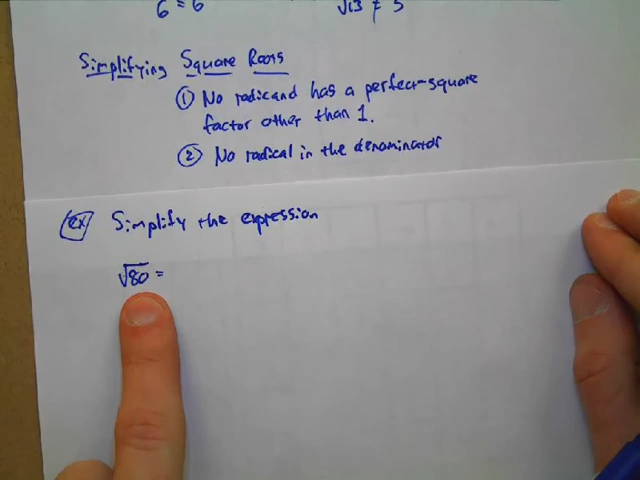 6 = 6
√13 ≠ 5
Simplifying Square Roots
① No radicand has a perfect-square
factor other than 1.
② No radical in the denominator
ex Simplify the expression
√80 =